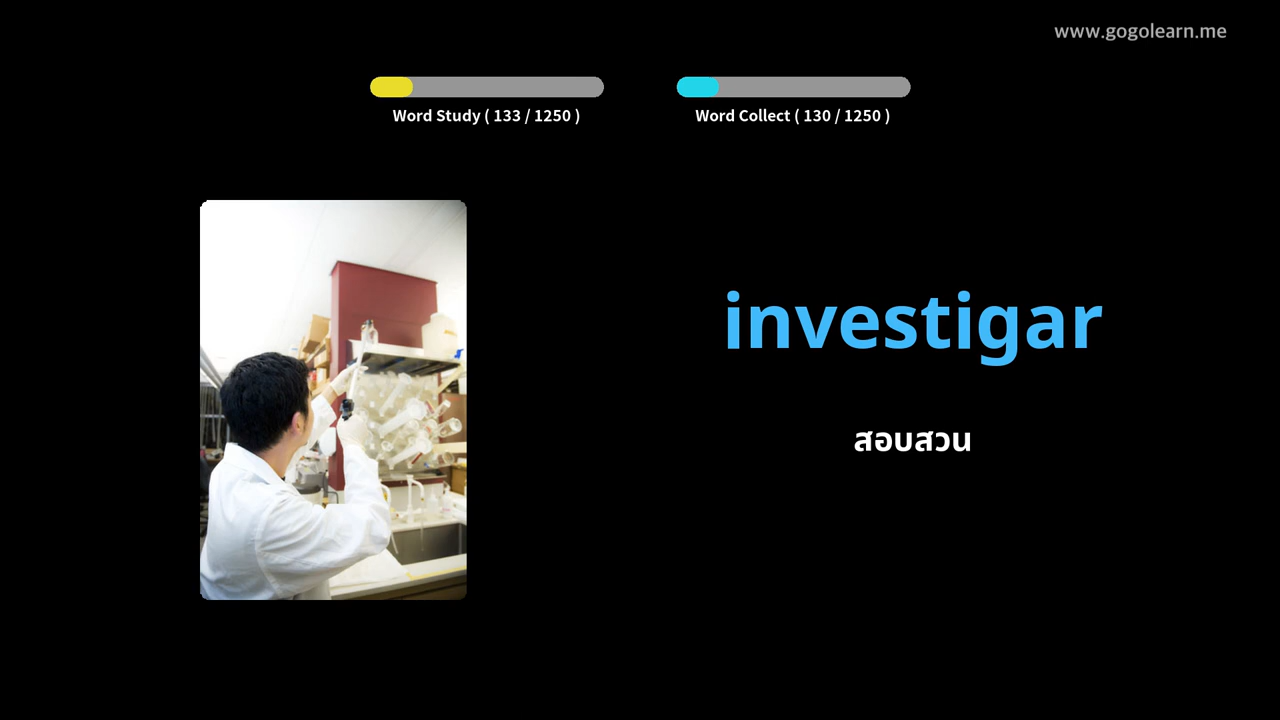 www.gogolearn.me
Word Study ( 133 / 1250 )
Word Collect ( 130 / 1250 )
investigar
สอบสวน